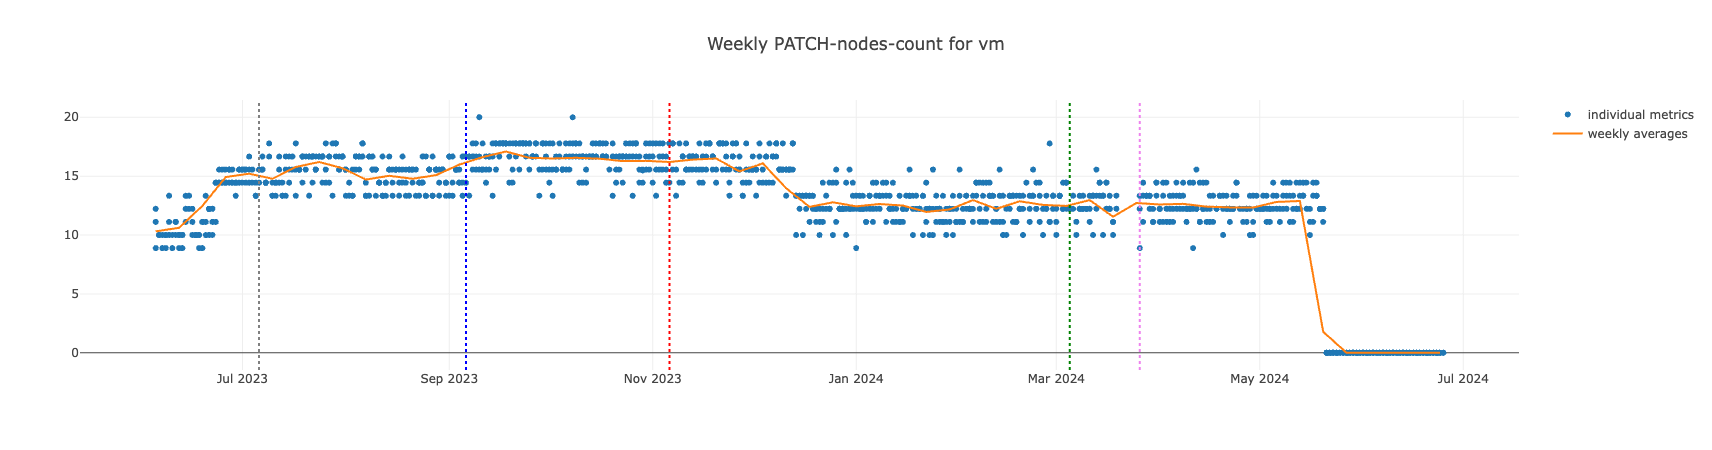 Weekly PATCH-nodes-count for vm
20
15
10
5
0
Jul 2023
Sep 2023
Nov 2023
Jan 2024
Mar 2024
May 2024
Jul 2024
individual metrics
weekly averages